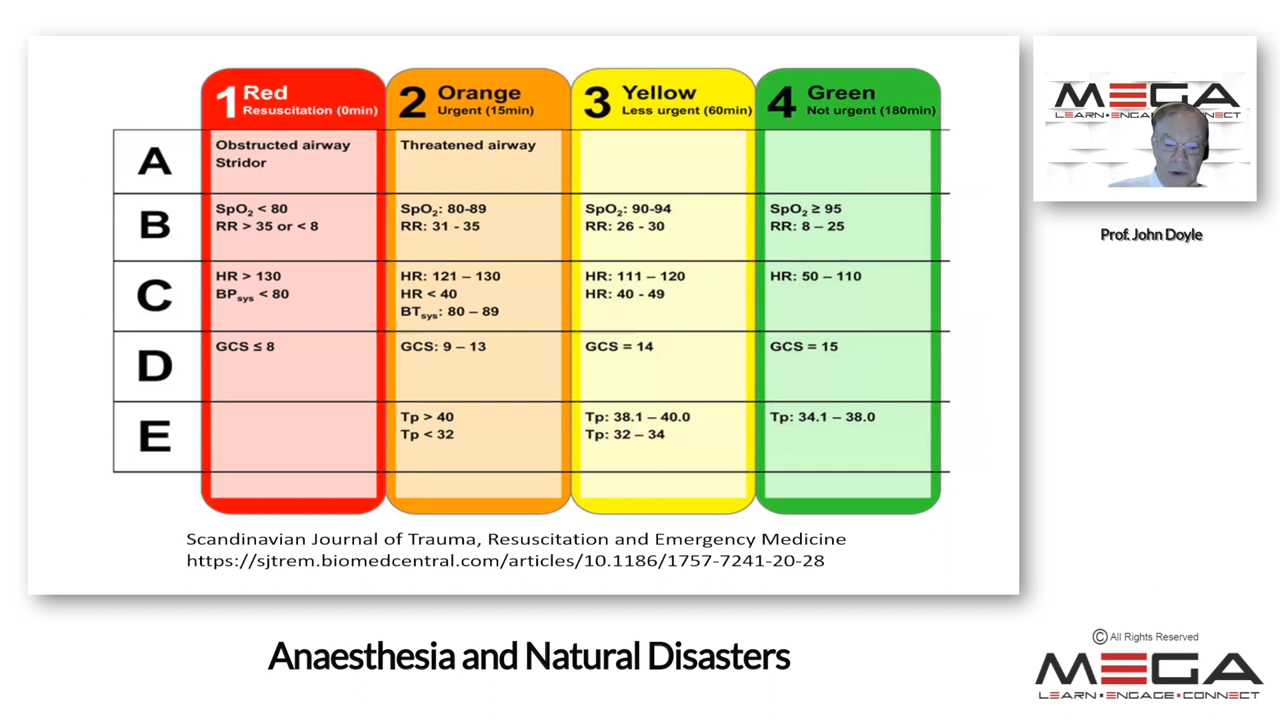 1 Red
Resuscitation (0min)
2 Orange
Urgent (15min)
3 Yellow
Less urgent (60min)
4 Green
Not urgent (180min)
A
Obstructed airway
Stridor
Threatened airway
B
SpO₂ < 80
RR > 35 or < 8
SpO₂: 80-89
RR: 31 - 35
SpO₂: 90-94
RR: 26 - 30
SpO₂ ≥ 95
RR: 8 – 25
C
HR > 130
BPsys < 80
HR: 121 – 130
HR < 40
BTsys: 80 – 89
HR: 111 – 120
HR: 40 - 49
HR: 50 – 110
D
GCS ≤ 8
GCS: 9 – 13
GCS = 14
GCS = 15
E
Tp > 40
Tp < 32
Tp: 38.1 – 40.0
Tp: 32 – 34
Tp: 34.1 – 38.0
Scandinavian Journal of Trauma, Resuscitation and Emergency Medicine
https://sjtrem.biomedcentral.com/articles/10.1186/1757-7241-20-28
MEGA
LEARN·ENGAGE·CONNECT
Prof. John Doyle
Anaesthesia and Natural Disasters
© All Rights Reserved
MEGA
LEARN·ENGAGE·CONNECT